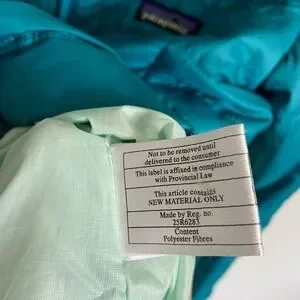 patagonia
Not to be removed until
delivered to the consumer
This label is affixed in compliance
with Provincial Law
This article contains
NEW MATERIAL ONLY
Made by Reg. no.
25R6283
Content
Polyester Fibres